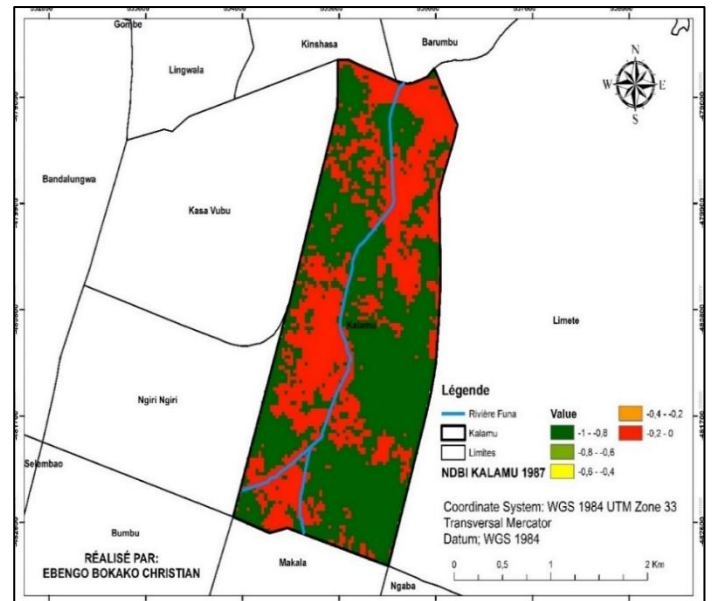 Gombe
Kinshasa
Barumbu
Lingwala
N
W
E
S
Bandalungwa
Kasa Vubu
Limete
Kalamu
Ngiri Ngiri
Selembao
Bumbu
Makala
Ngaba
RÉALISÉ PAR:
EBENGO BOKAKO CHRISTIAN
Légende
Rivière Funa
Kalamu
Limites
NDBI KALAMU 1987
Value
-1 - -0,8
-0,8 - -0,6
-0,6 - -0,4
-0,4 - -0,2
-0,2 - 0
Coordinate System: WGS 1984 UTM Zone 33
Transversal Mercator
Datum; WGS 1984
0 0,5 1 2 Km